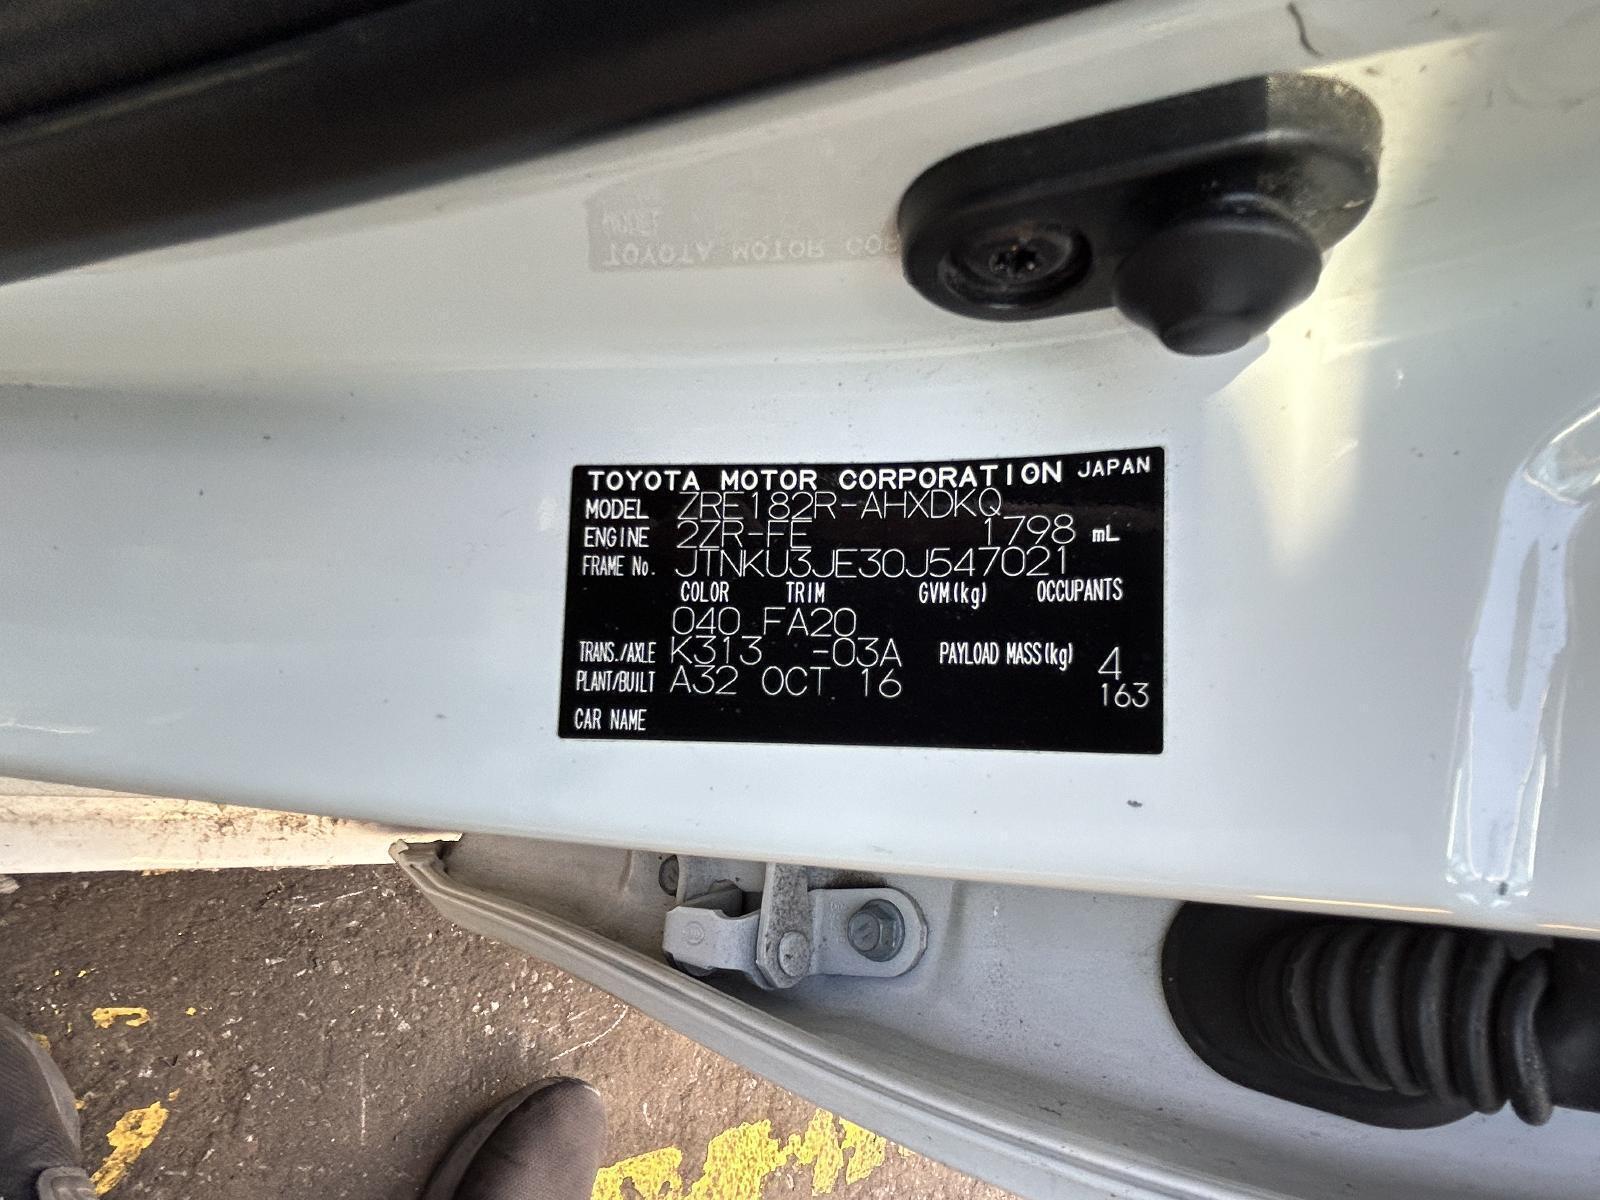 TOYOTA MOTOR CORPORATION JAPAN
MODEL ZRE182R-AHXDKQ
ENGINE 2ZR-FE 1798 mL
FRAME No. JTNKU3JE30J547021
COLOR TRIM GVM(kg) OCCUPANTS
040 FA20
TRANS./AXLE K313 -03A PAYLOAD MASS(kg) 4
PLANT/BUILT A32 OCT 16 163
CAR NAME